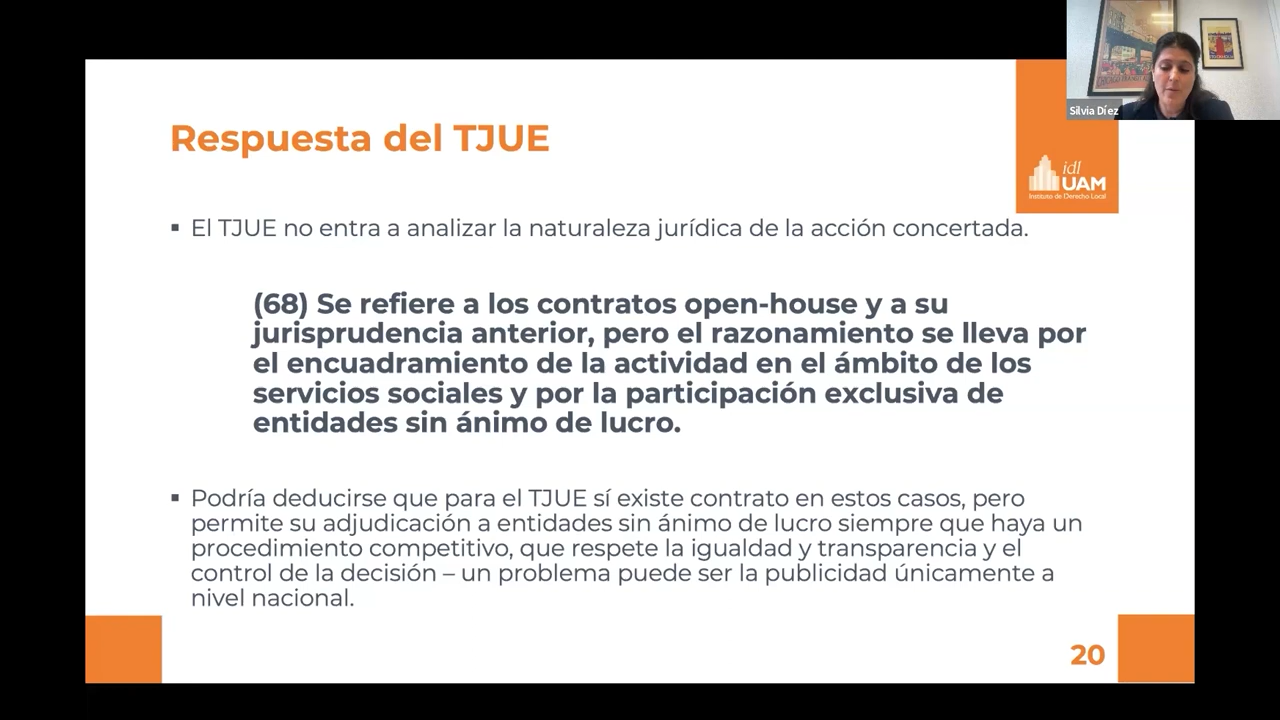 Silvia Díez
Respuesta del TJUE
idl
UAM
Instituto de Derecho Local
▪ El TJUE no entra a analizar la naturaleza jurídica de la acción concertada.
(68) Se refiere a los contratos open-house y a su
jurisprudencia anterior, pero el razonamiento se lleva por
el encuadramiento de la actividad en el ámbito de los
servicios sociales y por la participación exclusiva de
entidades sin ánimo de lucro.
▪ Podría deducirse que para el TJUE sí existe contrato en estos casos, pero
permite su adjudicación a entidades sin ánimo de lucro siempre que haya un
procedimiento competitivo, que respete la igualdad y transparencia y el
control de la decisión – un problema puede ser la publicidad únicamente a
nivel nacional.
20